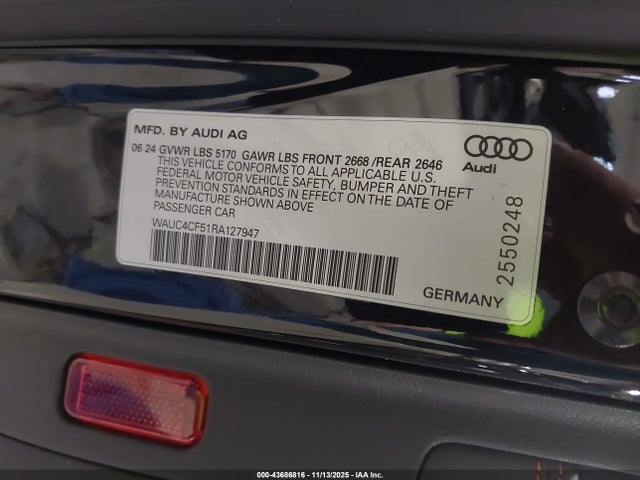 MFD. BY AUDI AG
06 24 GVWR LBS 5170 GAWR LBS FRONT 2668 /REAR 2646
THIS VEHICLE CONFORMS TO ALL APPLICABLE U.S.
FEDERAL MOTOR VEHICLE SAFETY, BUMPER AND THEFT
PREVENTION STANDARDS IN EFFECT ON THE DATE OF
MANUFACTURE SHOWN ABOVE
PASSENGER CAR
WAUC4CF51RA127947
Audi
2550248
GERMANY
000-43686816 - 11/13/2025 - IAA Inc.